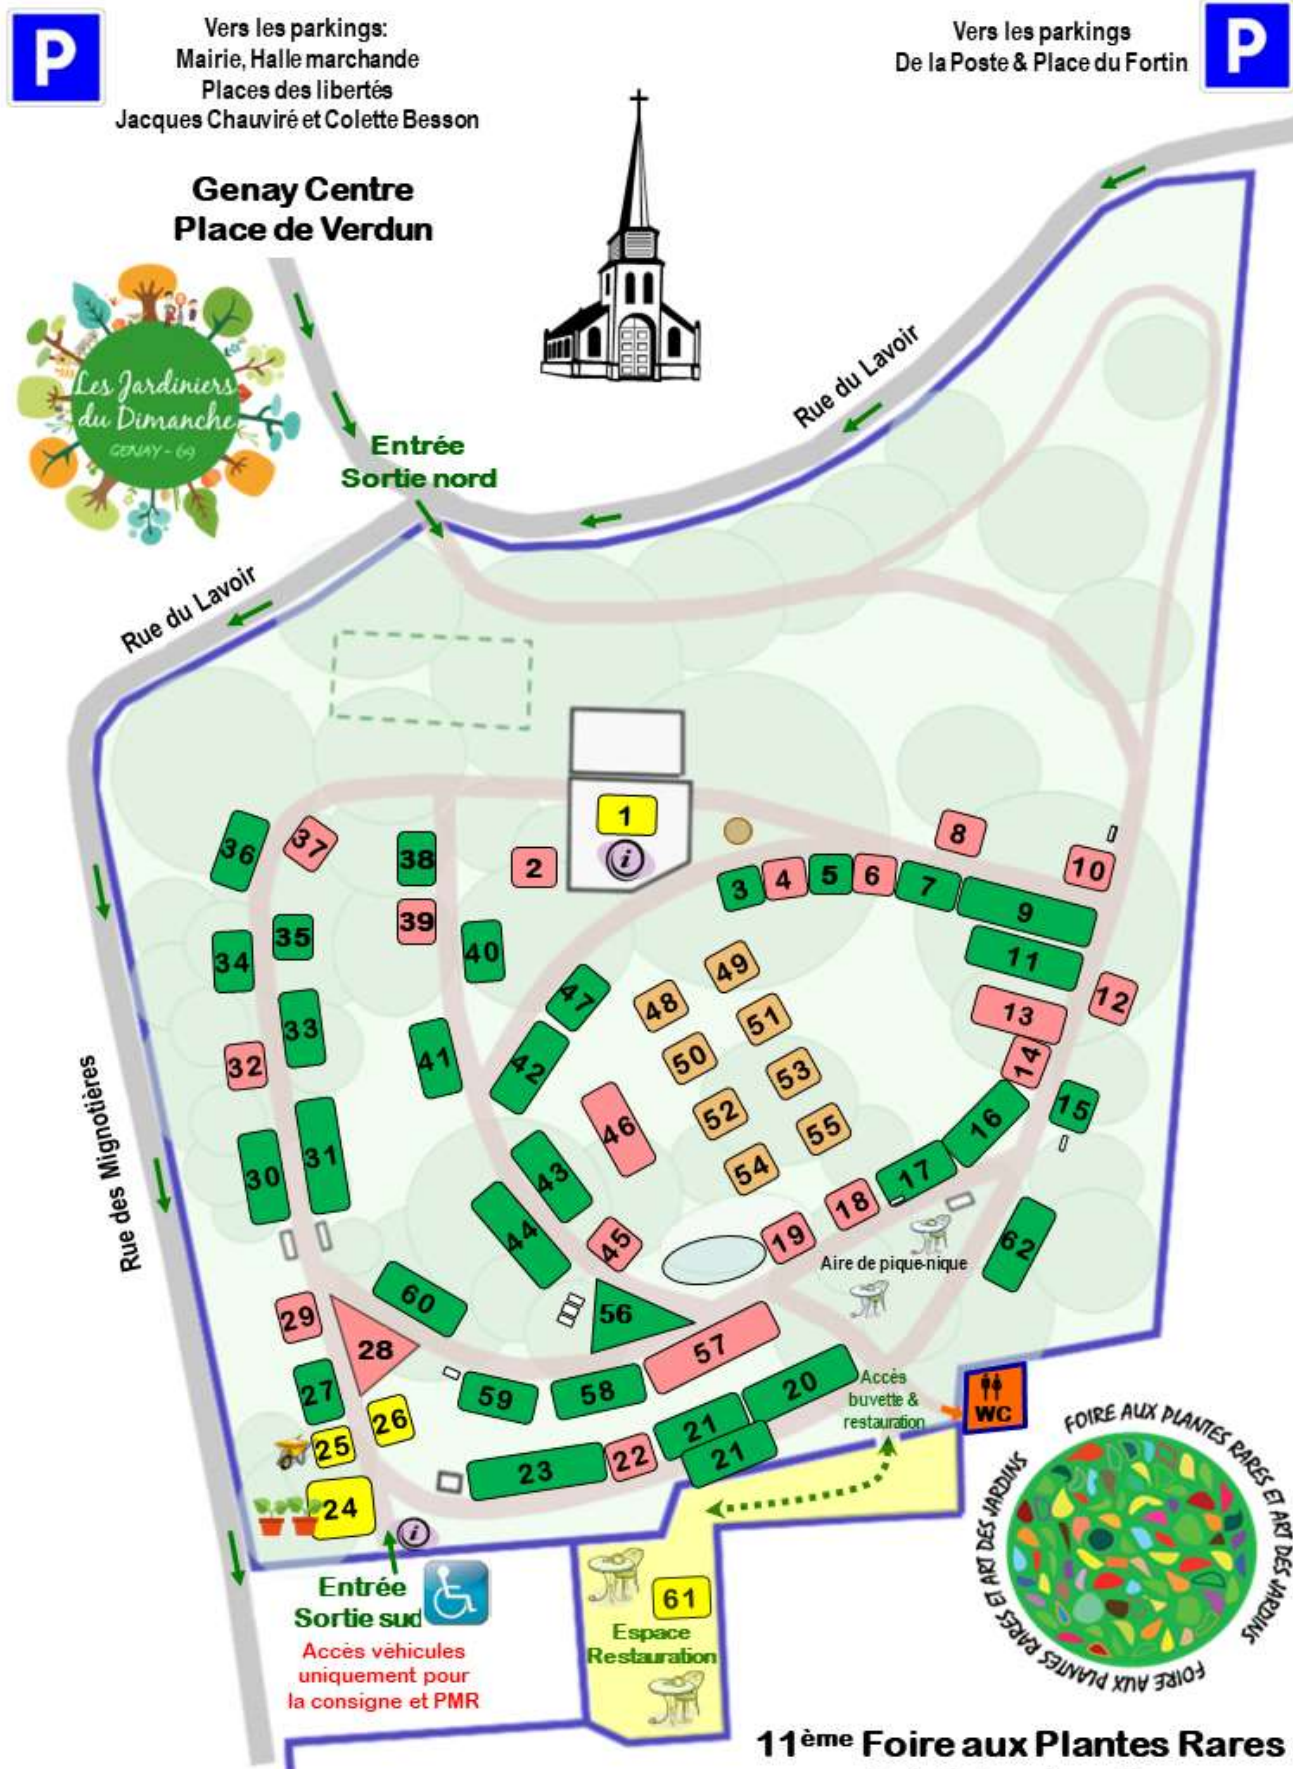 P
Vers les parkings:
Mairie, Halle marchande
Places des libertés
Jacques Chauviré et Colette Besson
Vers les parkings
De la Poste & Place du Fortin
P
Genay Centre
Place de Verdun
Les Jardiniers
du Dimanche
GENAY - 69
Entrée
Sortie nord
Rue du Lavoir
Rue du Lavoir
Rue des Mignotières
1
i
2
3
4
5
6
7
8
9
10
11
12
13
14
15
16
17
18
19
36
37
38
39
40
35
34
33
32
41
42
47
48
49
50
51
52
53
54
55
46
43
44
45
30
31
62
Aire de pique-nique
29
28
60
56
57
27
26
25
24
59
58
20
21
21
22
23
Accès
buvette &
restauration
WC
i
Entrée
Sortie sud
Accès véhicules
uniquement pour
la consigne et PMR
61
Espace
Restauration
FOIRE AUX PLANTES RARES ET ART DES JARDINS
FOIRE AUX PLANTES RARES ET ART DES JARDINS
11ème Foire aux Plantes Rares